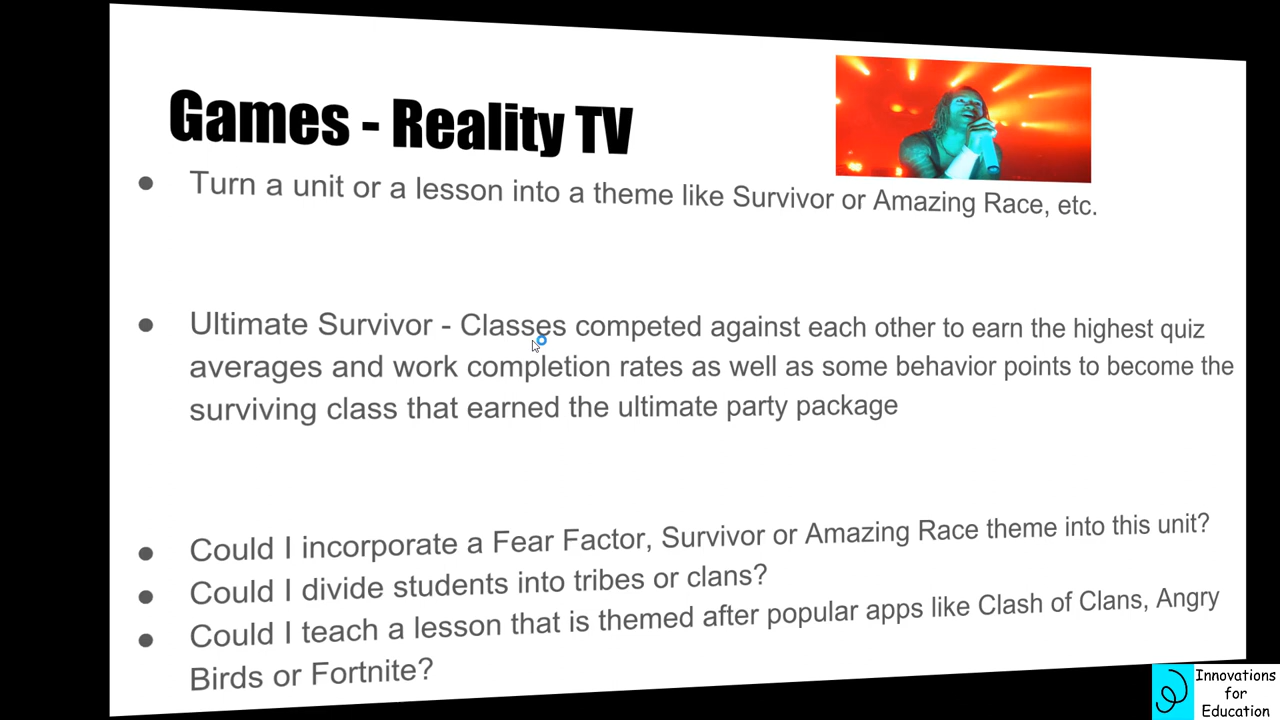 Games - Reality TV
Turn a unit or a lesson into a theme like Survivor or Amazing Race, etc.
Ultimate Survivor - Classes competed against each other to earn the highest quiz
averages and work completion rates as well as some behavior points to become the
surviving class that earned the ultimate party package
Could I incorporate a Fear Factor, Survivor or Amazing Race theme into this unit?
Could I divide students into tribes or clans?
Could I teach a lesson that is themed after popular apps like Clash of Clans, Angry
Birds or Fortnite?
Innovations
for
Education